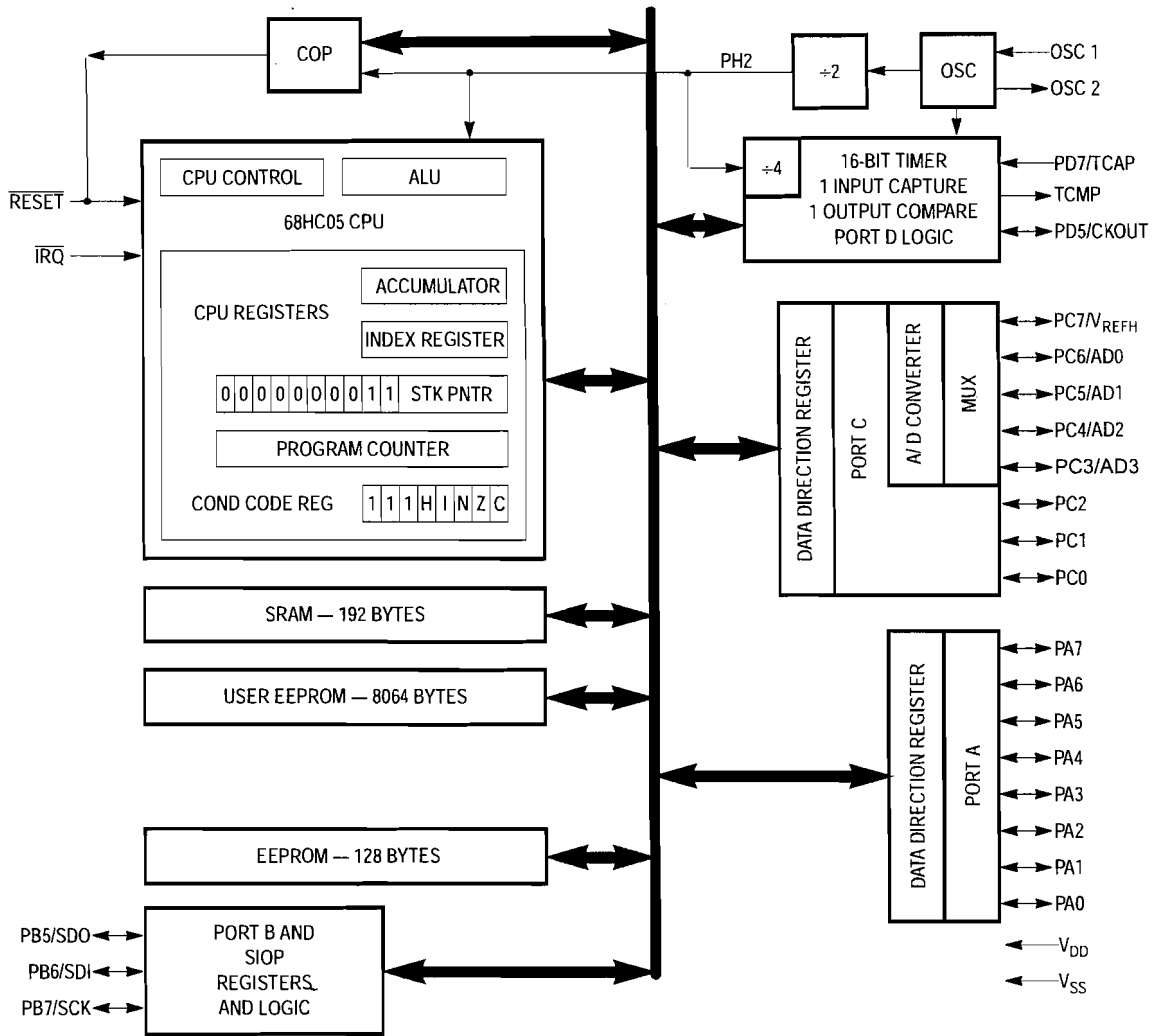 COP
PH2
÷2
OSC
OSC 1
OSC 2
CPU CONTROL
ALU
68HC05 CPU
RESET
IRQ
CPU REGISTERS
ACCUMULATOR
INDEX REGISTER
0 0 0 0 0 0 0 0 1 1 STK PNTR
PROGRAM COUNTER
COND CODE REG
1 1 1 H I N Z C
÷4
16-BIT TIMER
1 INPUT CAPTURE
1 OUTPUT COMPARE
PORT D LOGIC
PD7/TCAP
TCMP
PD5/CKOUT
DATA DIRECTION REGISTER
PORT C
A/D CONVERTER
MUX
PC7/VREFH
PC6/AD0
PC5/AD1
PC4/AD2
PC3/AD3
PC2
PC1
PC0
SRAM — 192 BYTES
USER EEPROM — 8064 BYTES
EEPROM — 128 BYTES
DATA DIRECTION REGISTER
PORT A
PA7
PA6
PA5
PA4
PA3
PA2
PA1
PA0
VDD
VSS
PB5/SDO
PB6/SDI
PB7/SCK
PORT B AND
SIOP
REGISTERS
AND LOGIC